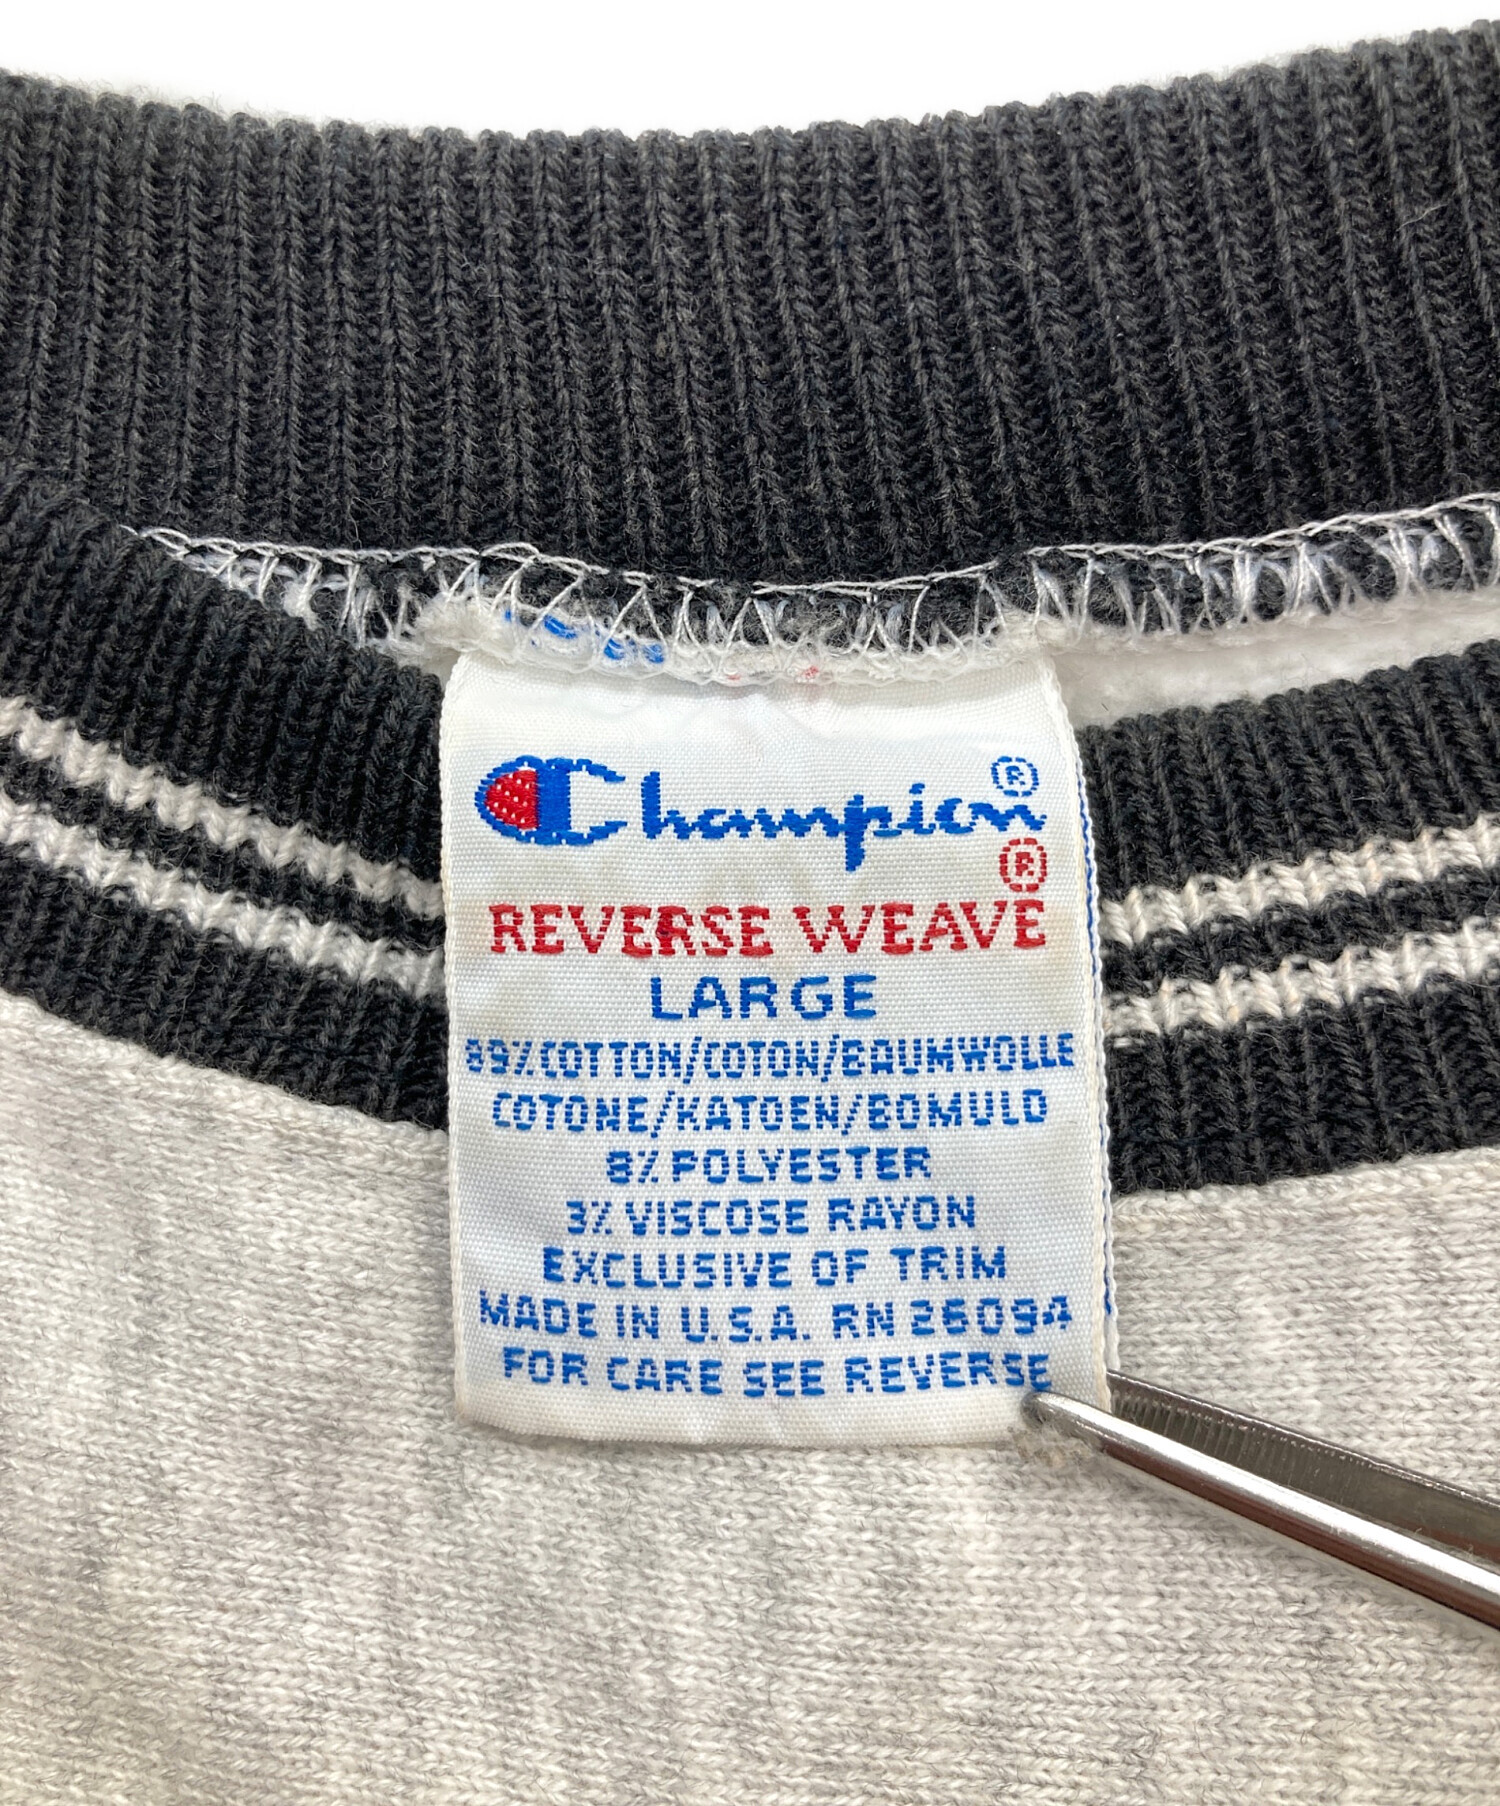 Champion®
®
REVERSE WEAVE
LARGE
89% COTTON/COTON/BAUMWOLLE
COTONE/KATOEN/BOMULD
8% POLYESTER
3% VISCOSE RAYON
EXCLUSIVE OF TRIM
MADE IN U.S.A. RN 26094
FOR CARE SEE REVERSE